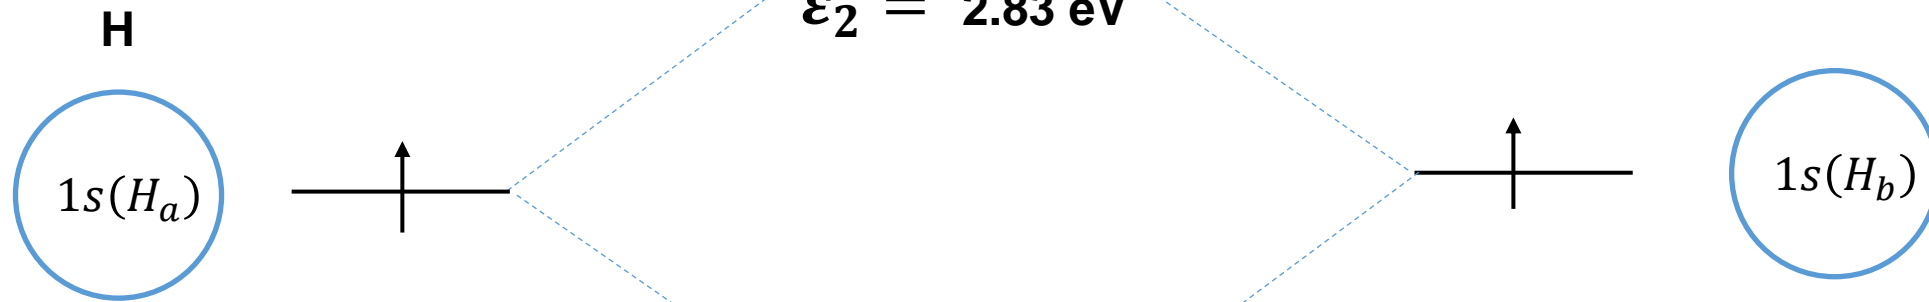 H
ε₂ = 2.83 eV
1s(Hₐ)
1s(H_b)